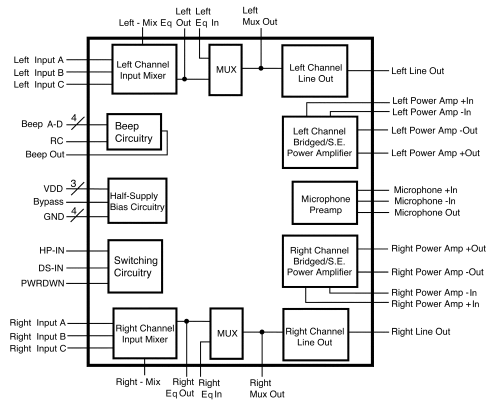 Left - Mix Eq
Left
Out
Left
Eq In
Left
Mux Out
Left Input A
Left Input B
Left Input C
Left Channel
Input Mixer
MUX
Left Channel
Line Out
Left Line Out
Beep A-D
4
RC
Beep Out
Beep
Circuitry
Left Channel
Bridged/S.E.
Power Amplifier
Left Power Amp +In
Left Power Amp -In
Left Power Amp -Out
Left Power Amp +Out
VDD
3
Bypass
GND
4
Half-Supply
Bias Circuitry
Microphone
Preamp
Microphone +In
Microphone -In
Microphone Out
HP-IN
DS-IN
PWRDWN
Switching
Circuitry
Right Channel
Bridged/S.E.
Power Amplifier
Right Power Amp +Out
Right Power Amp -Out
Right Power Amp -In
Right Power Amp +In
Right Input A
Right Input B
Right Input C
Right Channel
Input Mixer
MUX
Right Channel
Line Out
Right Line Out
Right - Mix
Right
Eq Out
Right
Eq In
Right
Mux Out